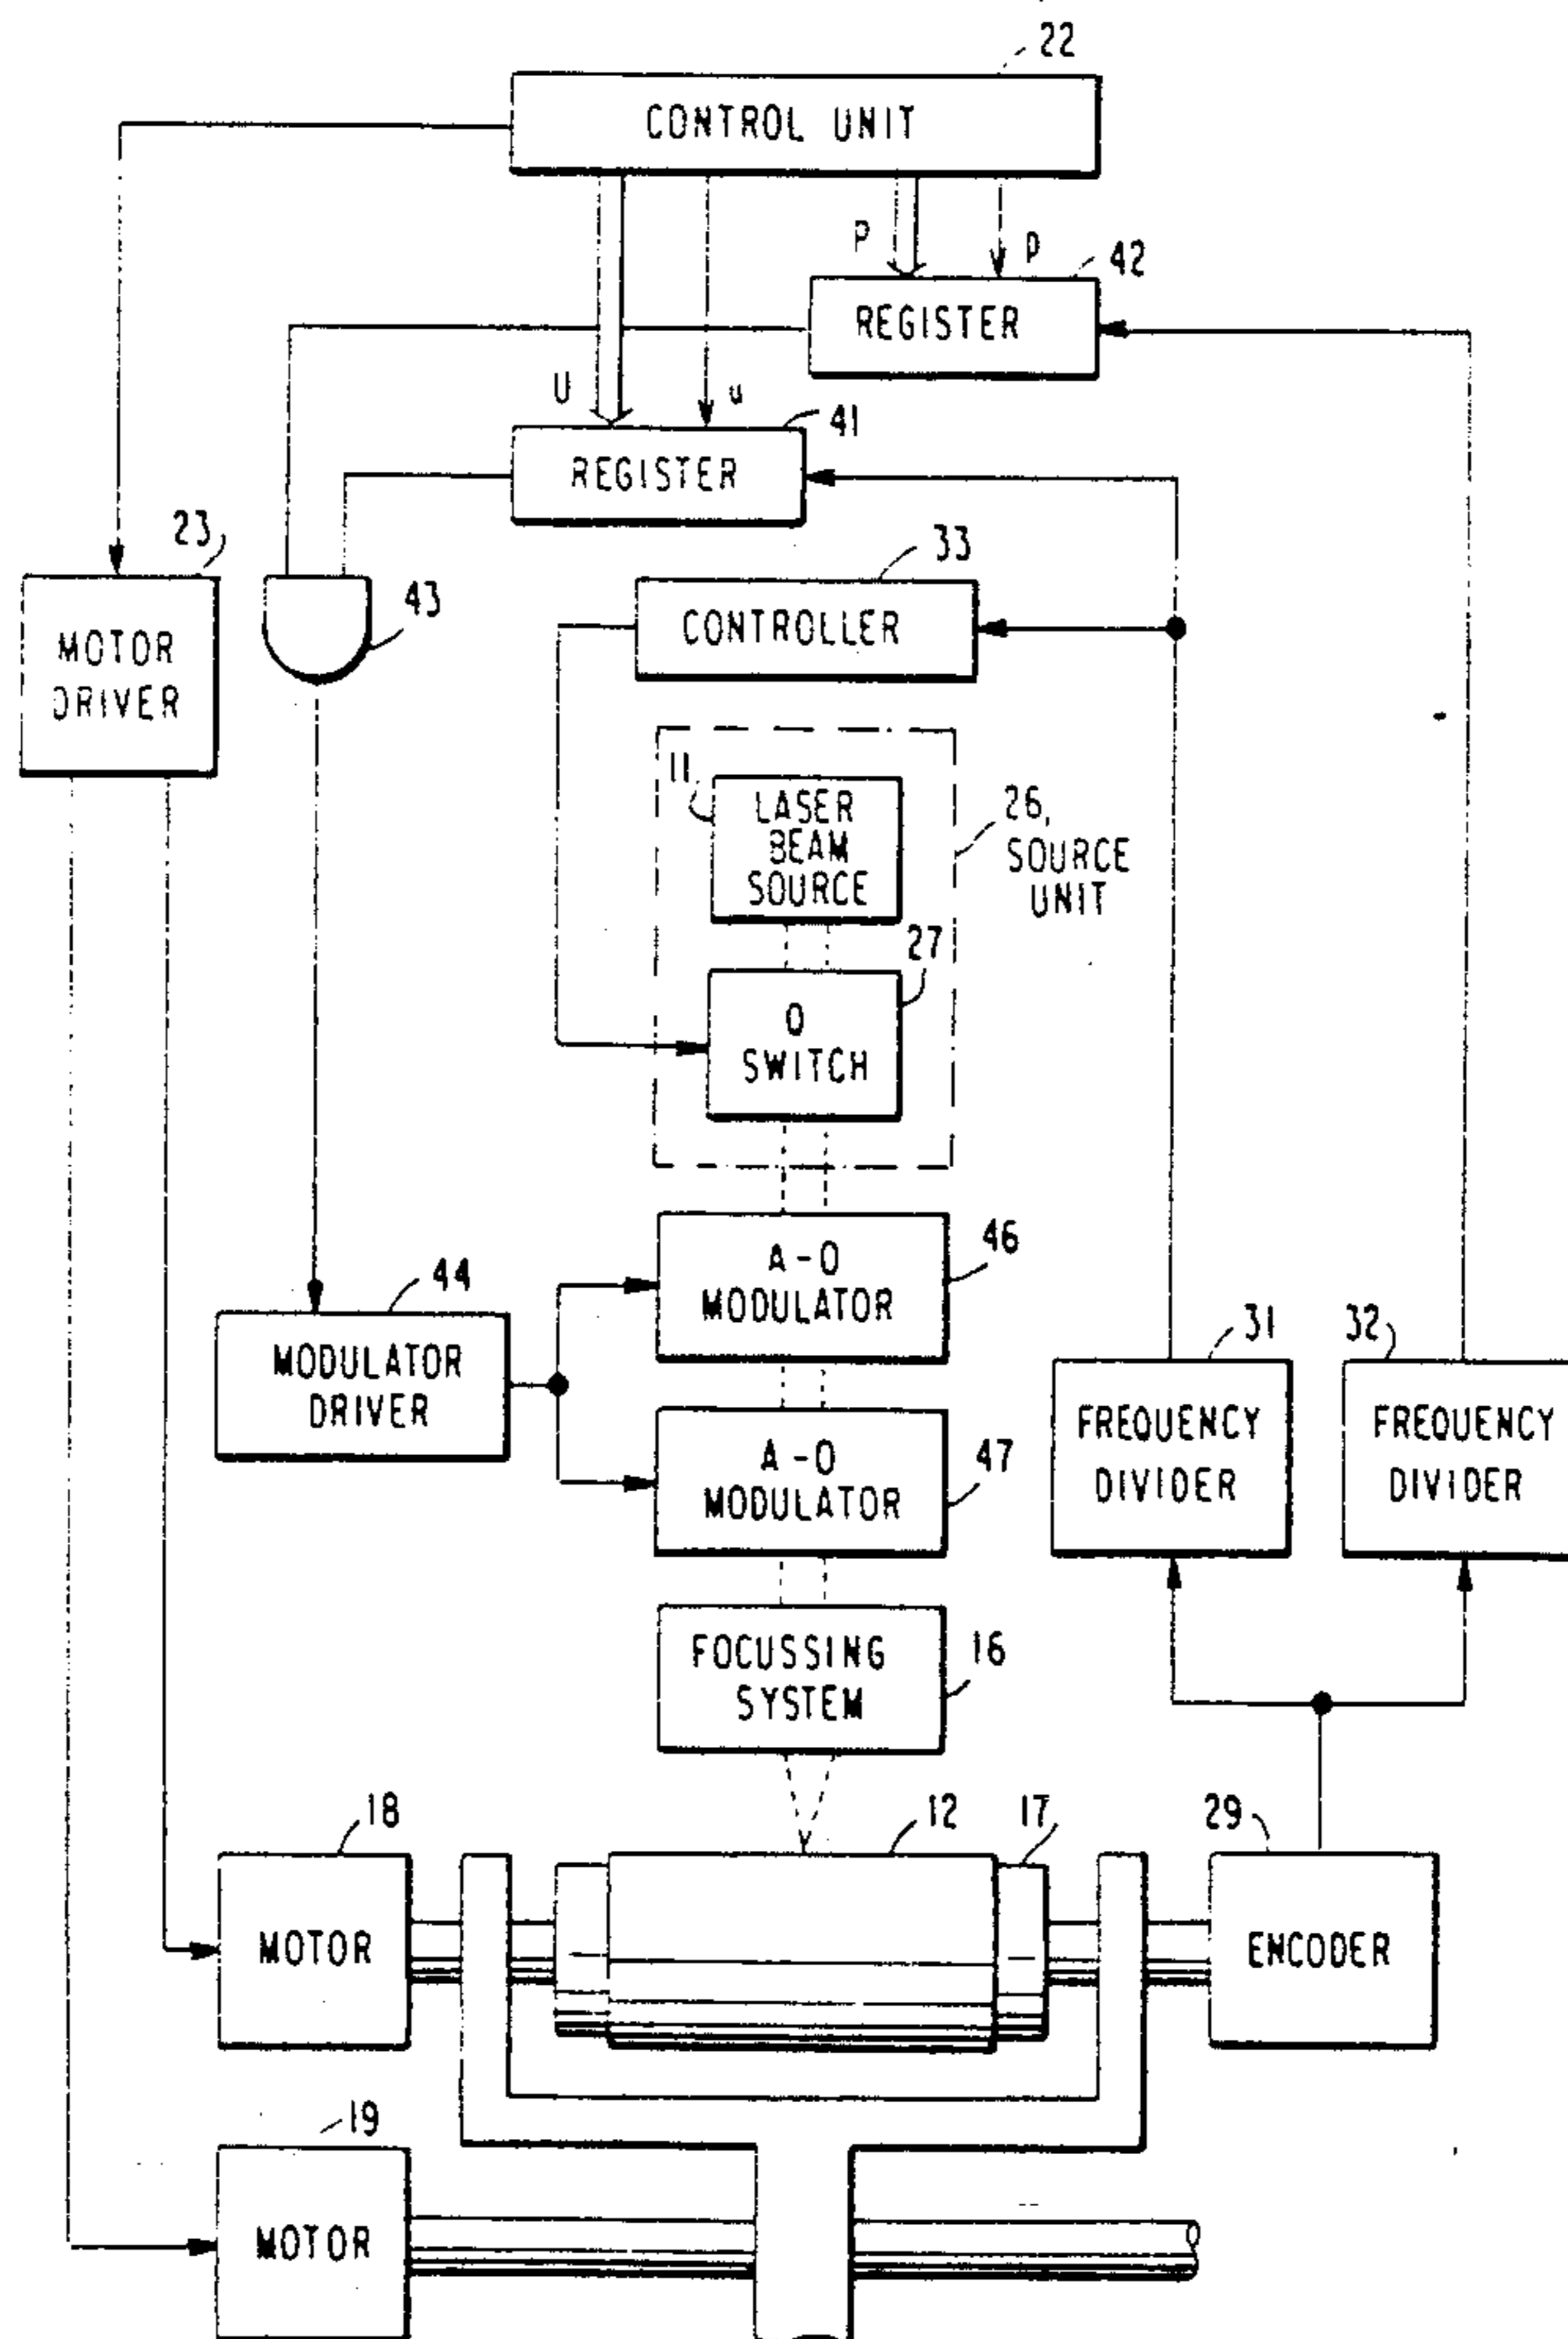 22
CONTROL UNIT
P
p
42
REGISTER
U
u
41
REGISTER
23
MOTOR
DRIVER
43
33
CONTROLLER
11
LASER
BEAM
SOURCE
26,
SOURCE
UNIT
27
Q
SWITCH
46
A-O
MODULATOR
44
MODULATOR
DRIVER
47
A-O
MODULATOR
31
FREQUENCY
DIVIDER
32
FREQUENCY
DIVIDER
16
FOCUSSING
SYSTEM
18
MOTOR
12
17
29
ENCODER
19
MOTOR